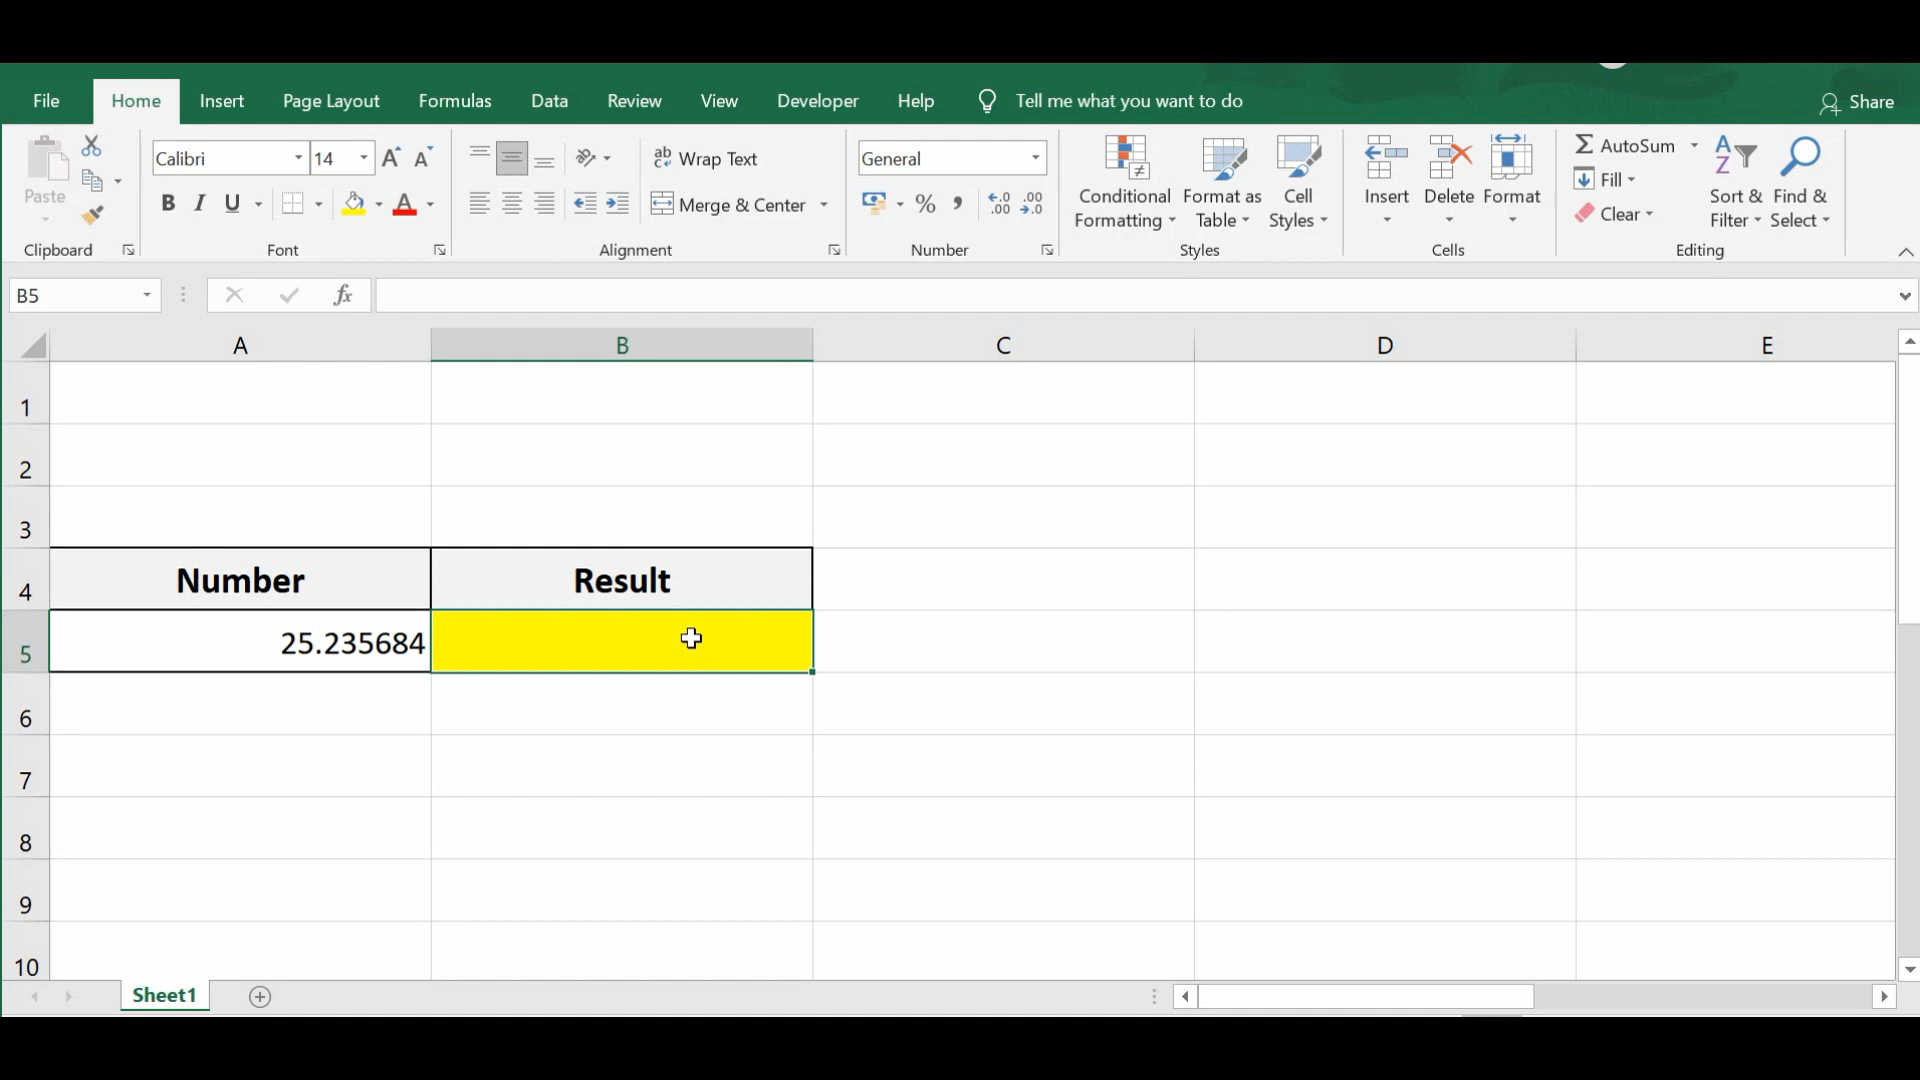 File Home Insert Page Layout Formulas Data Review View Developer Help Tell me what you want to do Share
Paste
Clipboard
Calibri 14
B I U
Font
Wrap Text
Merge & Center
Alignment
General
% ,
Number
Conditional Formatting
Format as Table
Cell Styles
Styles
Insert Delete Format
Cells
AutoSum
Fill
Clear
Sort & Filter
Find & Select
Editing
B5 fx
A B C D E
1
2
3
4 Number Result
5 25.235684
6
7
8
9
10
Sheet1